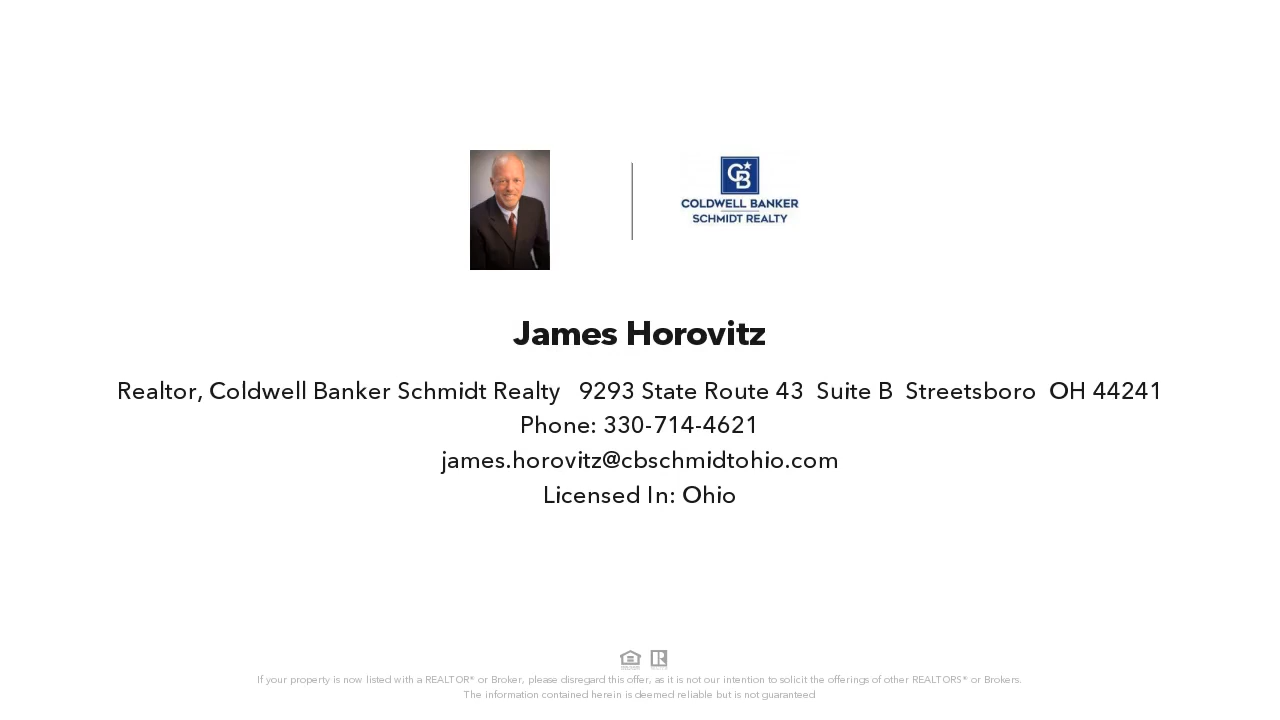 CB
COLDWELL BANKER
SCHMIDT REALTY
James Horovitz
Realtor, Coldwell Banker Schmidt Realty   9293 State Route 43  Suite B  Streetsboro  OH 44241
Phone: 330-714-4621
james.horovitz@cbschmidtohio.com
Licensed In: Ohio
If your property is now listed with a REALTOR® or Broker, please disregard this offer, as it is not our intention to solicit the offerings of other REALTORS® or Brokers.
The information contained herein is deemed reliable but is not guaranteed